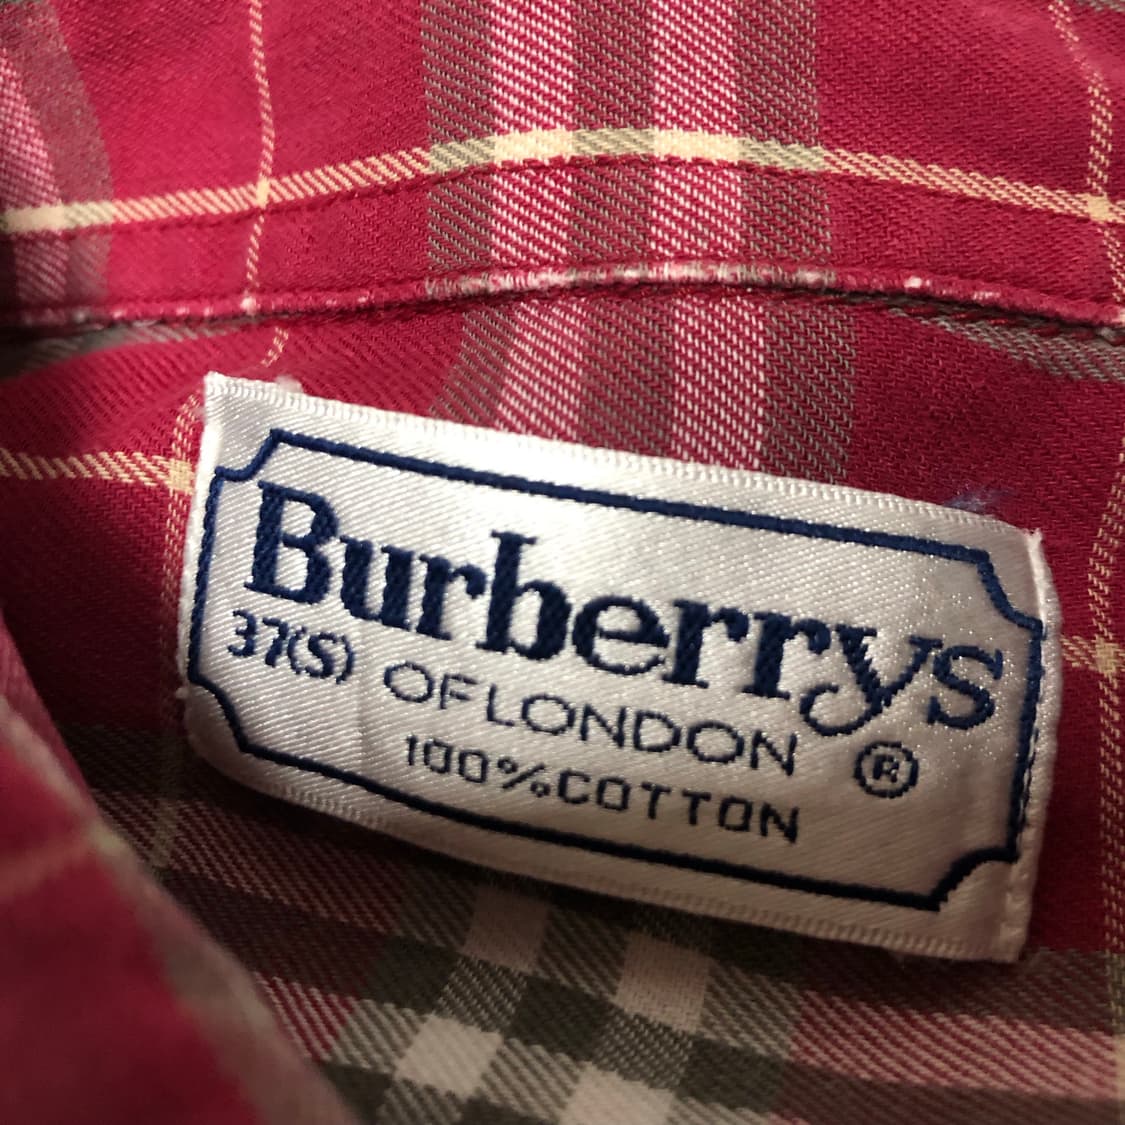 Burberrys
37(S) OF LONDON ®
100% COTTON